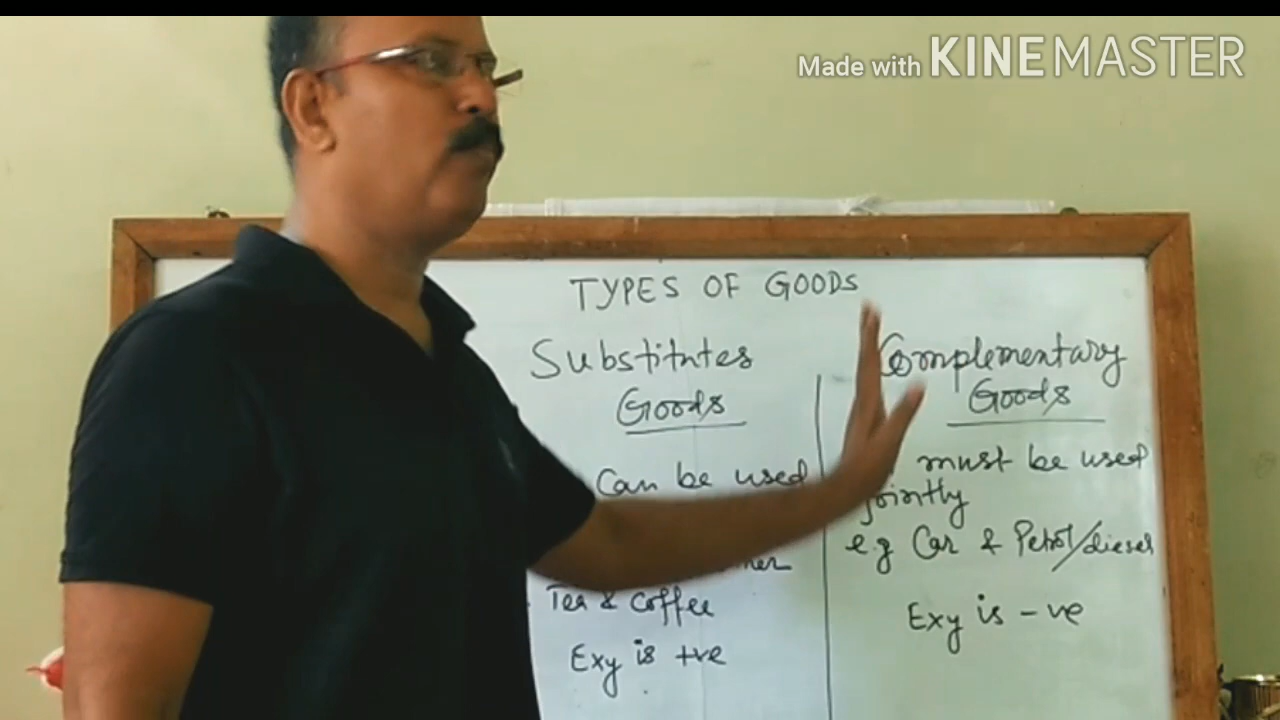 Made with KINEMASTER
TYPES OF GOODS
Substitutes
Goods
Can be used
Tea & Coffee
Exy is +ve
Complementary
Goods
must be used
jointly
e.g Car & Petrol/diesel
Exy is -ve